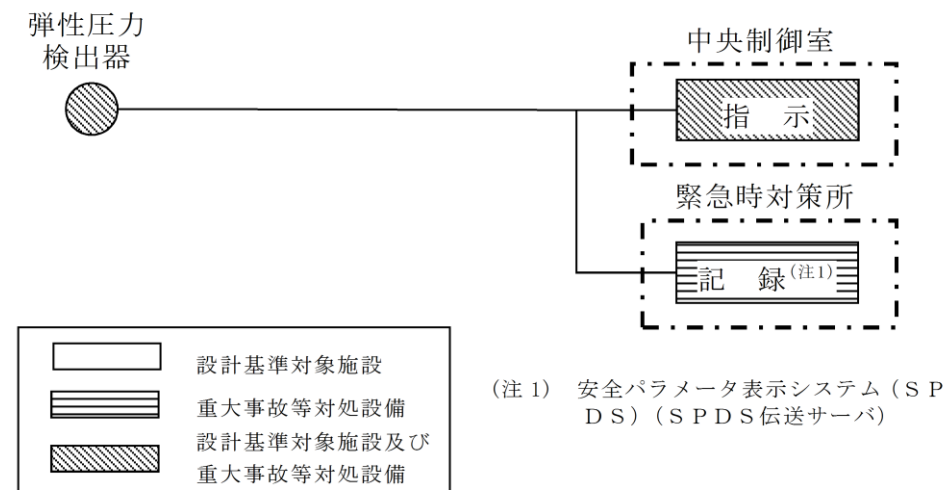 弾性圧力
検出器
中央制御室
指　示
緊急時対策所
記　録(注1)
設計基準対象施設
重大事故等対処設備
設計基準対象施設及び
重大事故等対処設備
(注1)　安全パラメータ表示システム（ＳＰ
ＤＳ）（ＳＰＤＳ伝送サーバ）